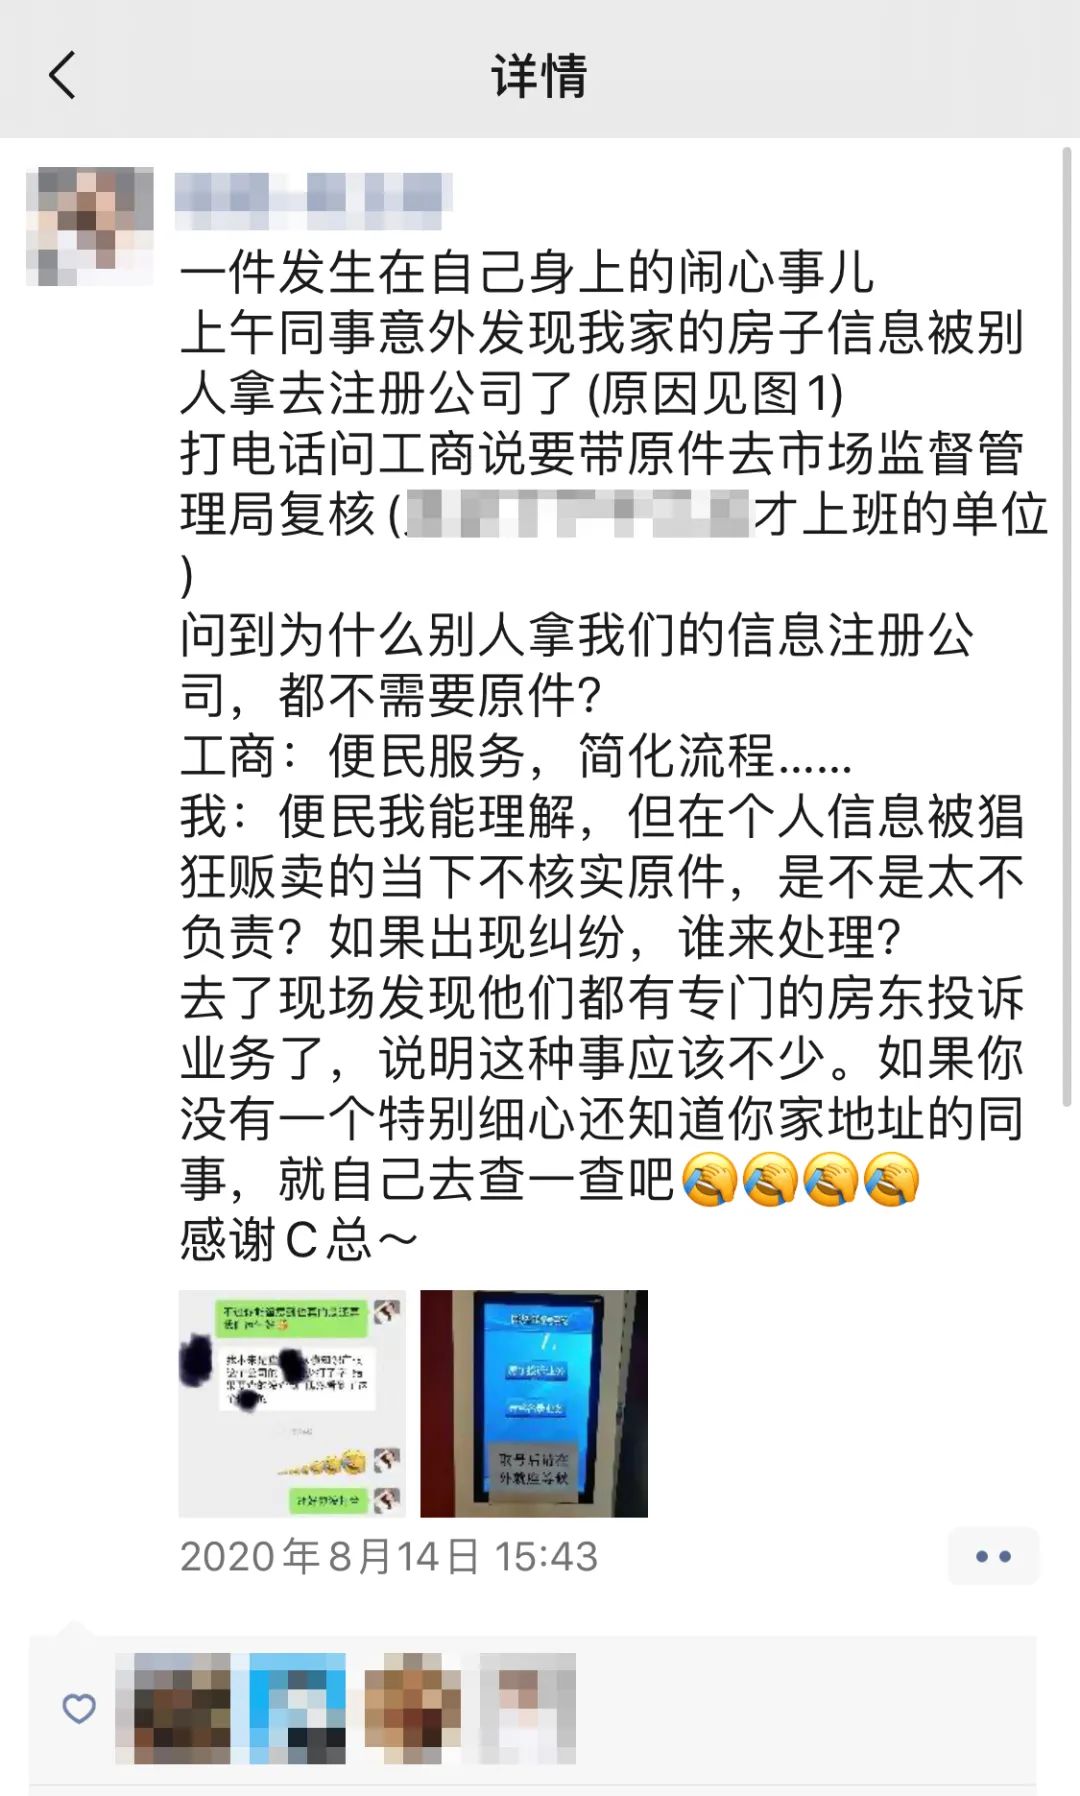 详情
一件发生在自己身上的闹心事儿
上午同事意外发现我家的房子信息被别
人拿去注册公司了(原因见图1)
打电话问工商说要带原件去市场监督管
理局复核(
才上班的单位
)
问到为什么别人拿我们的信息注册公
司，都不需要原件？
工商：便民服务，简化流程……
我：便民我能理解，但在个人信息被猖
狂贩卖的当下不核实原件，是不是太不
负责？如果出现纠纷，谁来处理？
去了现场发现他们都有专门的房东投诉
业务了，说明这种事应该不少。如果你
没有一个特别细心还知道你家地址的同
事，就自己去查一查吧
感谢C总～
取号后请在
外就座等候
2020年8月14日 15:43